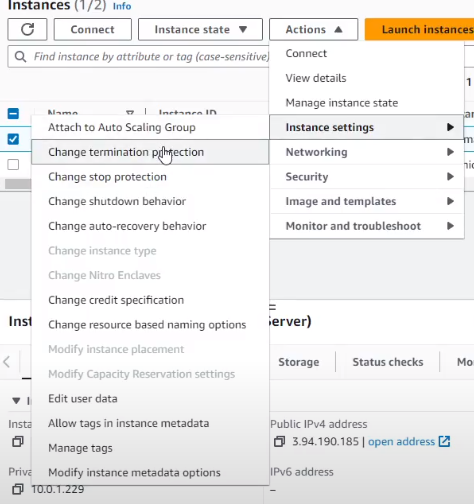 Instances (1/2) Info
Connect Instance state ▼ Actions ▲ Launch instances
Find instance by attribute or tag (case-sensitive)
Connect
View details
Manage instance state
Instance settings
Networking
Security
Image and templates
Monitor and troubleshoot
1
Name Instance ID
Attach to Auto Scaling Group
Change termination protection
Change stop protection
Change shutdown behavior
Change auto-recovery behavior
Change instance type
Change Nitro Enclaves
Change credit specification
Change resource based naming options
Modify instance placement
Modify Capacity Reservation settings
Edit user data
Allow tags in instance metadata
Manage tags
Modify instance metadata options
Inst Server)
Storage Status checks Mo
▼ I
Insta Public IPv4 address
3.94.190.185 | open address
Priva IPv6 address
10.0.1.229 –